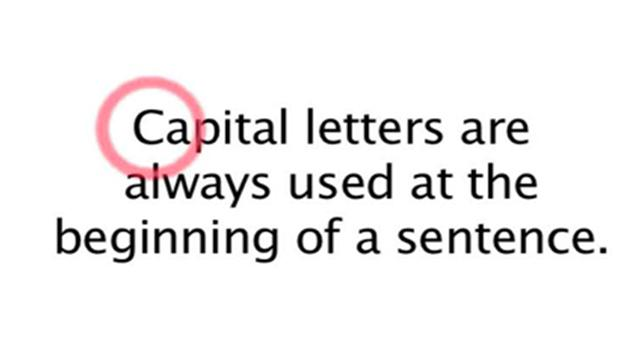 Capital letters are
always used at the
beginning of a sentence.